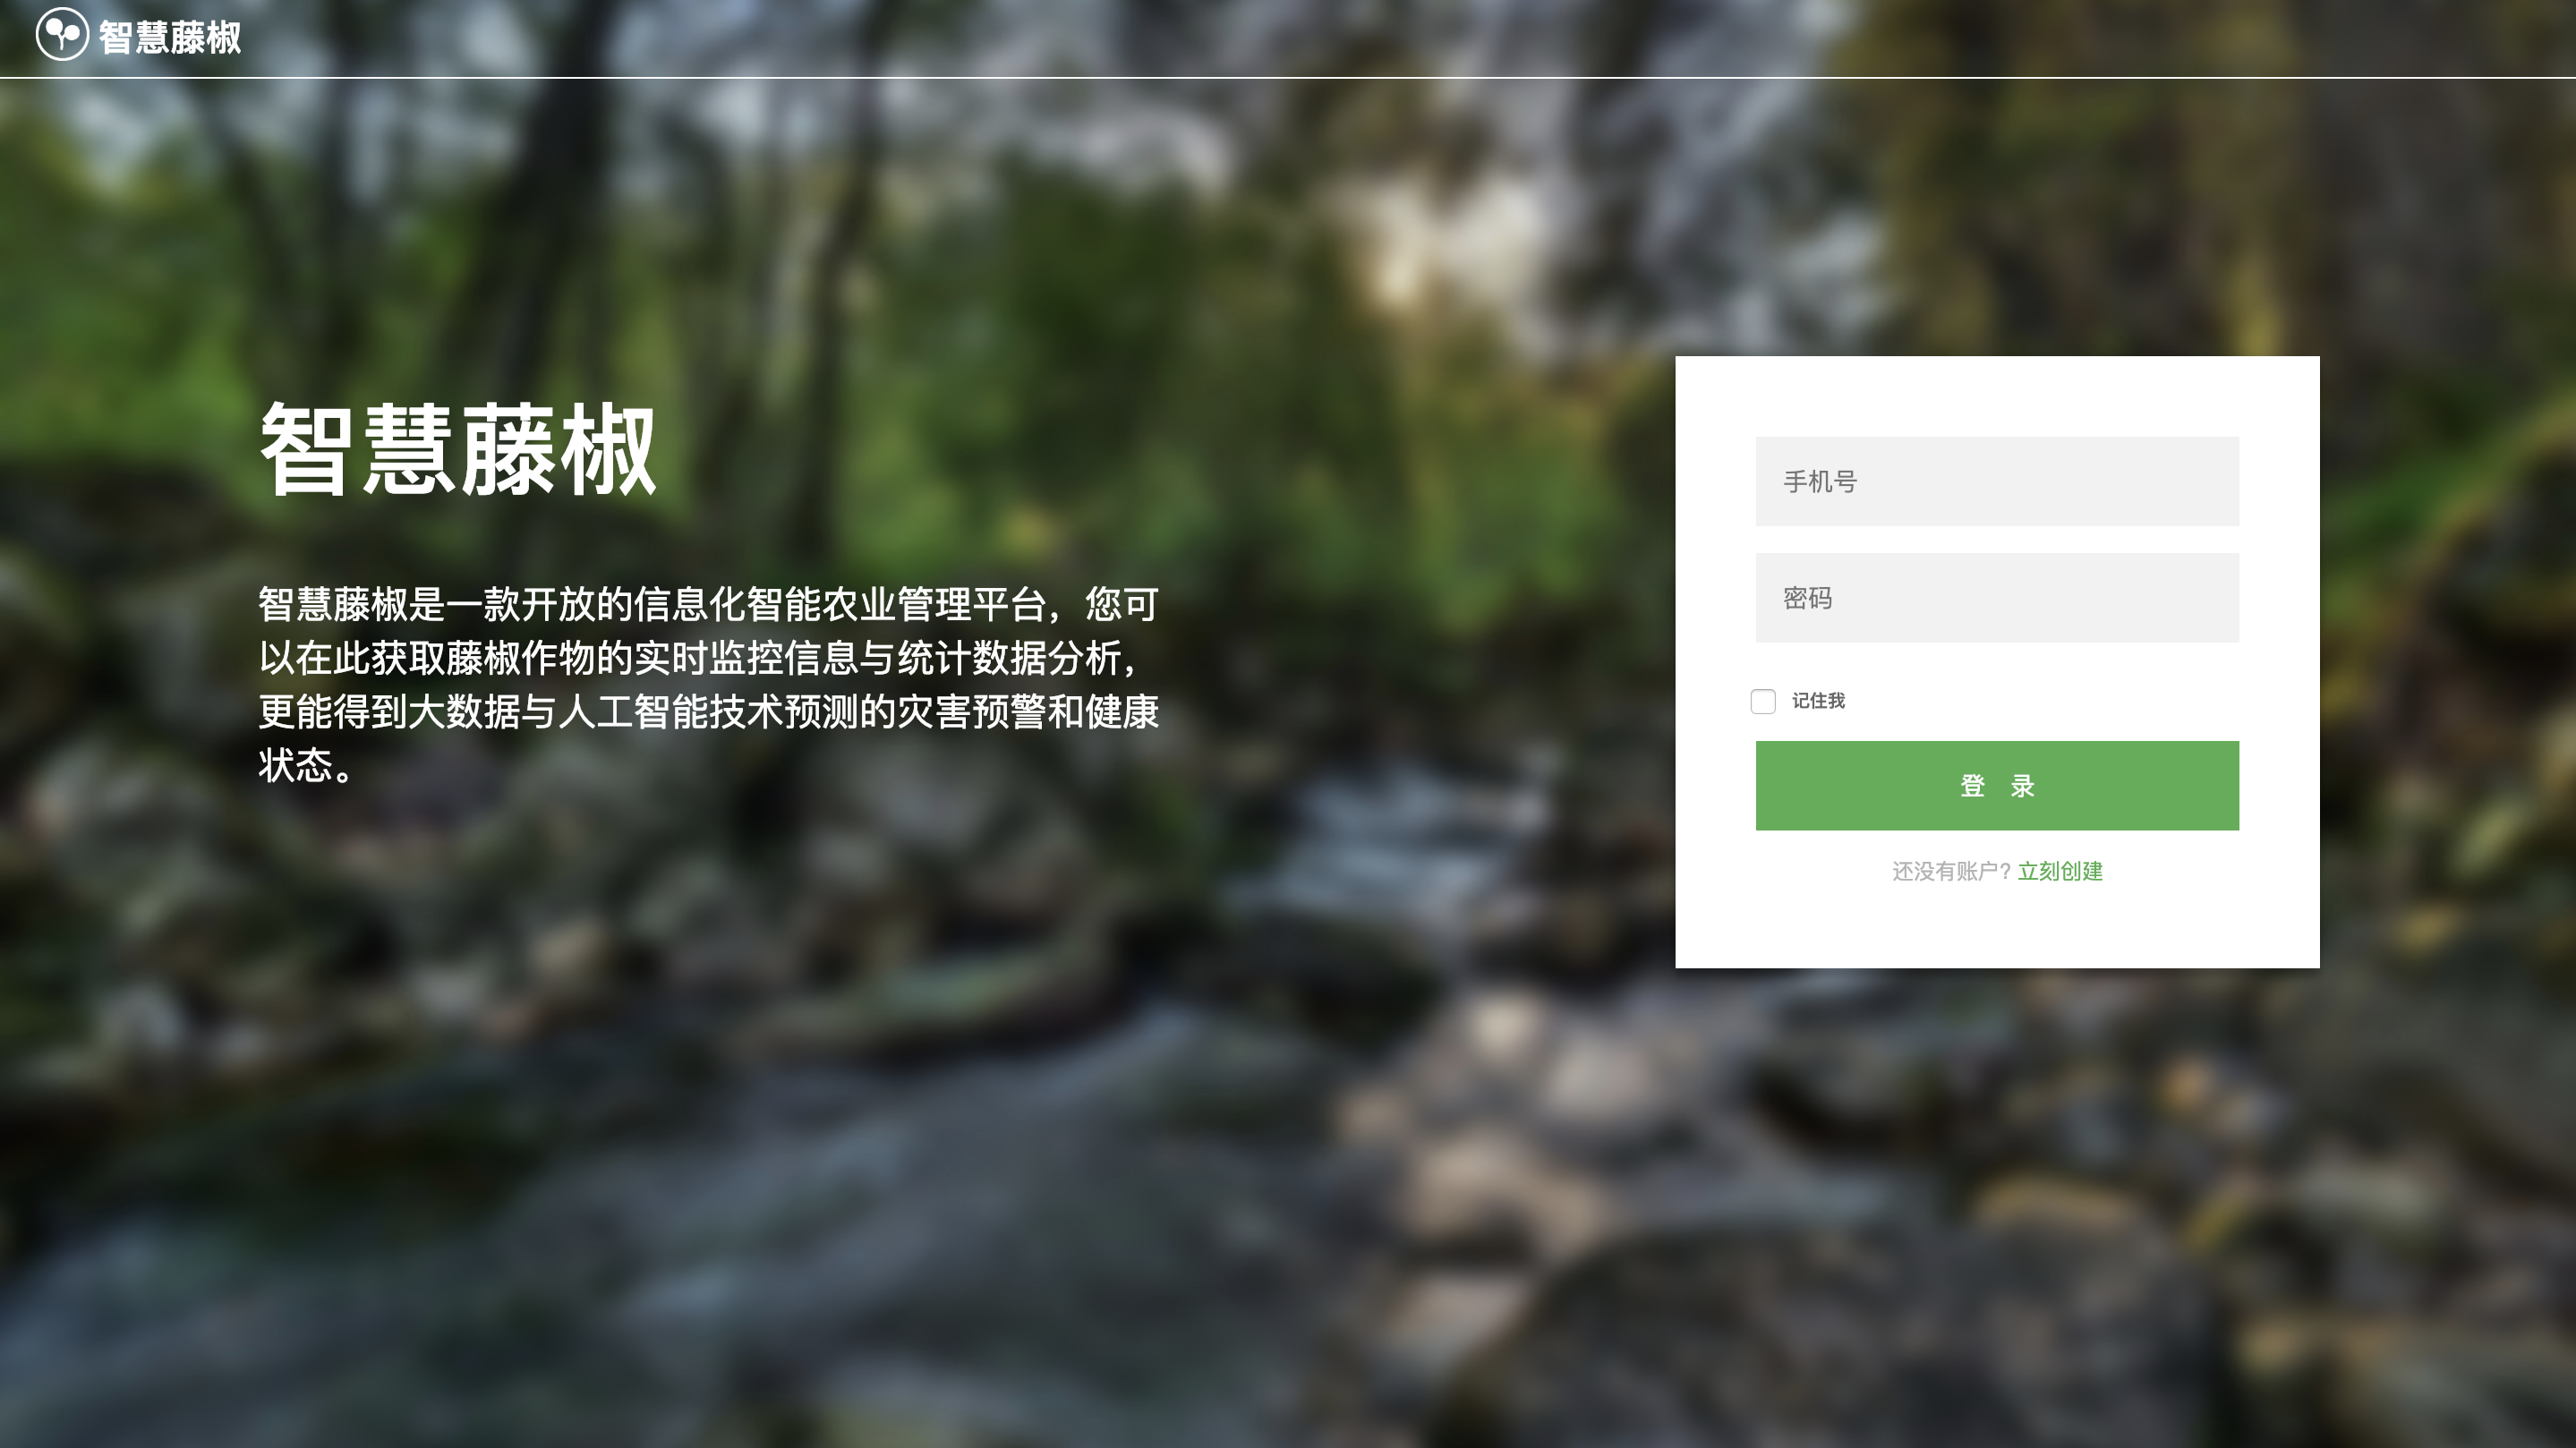 智慧藤椒
智慧藤椒
智慧藤椒是一款开放的信息化智能农业管理平台，您可
以在此获取藤椒作物的实时监控信息与统计数据分析，
更能得到大数据与人工智能技术预测的灾害预警和健康
状态。
手机号
密码
记住我
登 录
还没有账户？立刻创建